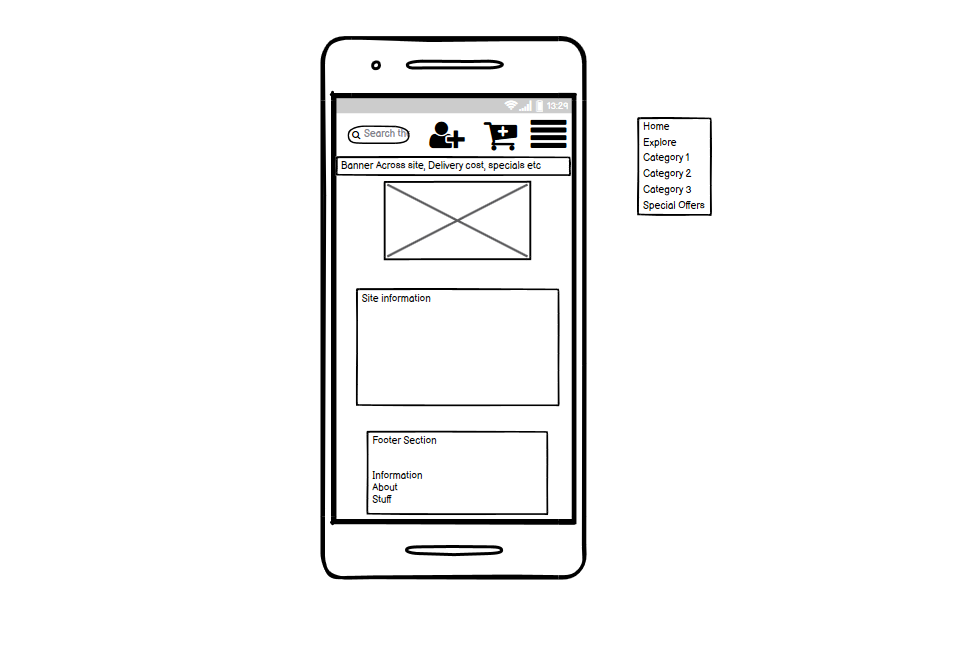 13:29
Search th
Banner Across site, Delivery cost, specials etc
Site information
Footer Section
Information
About
Stuff
Home
Explore
Category 1
Category 2
Category 3
Special Offers